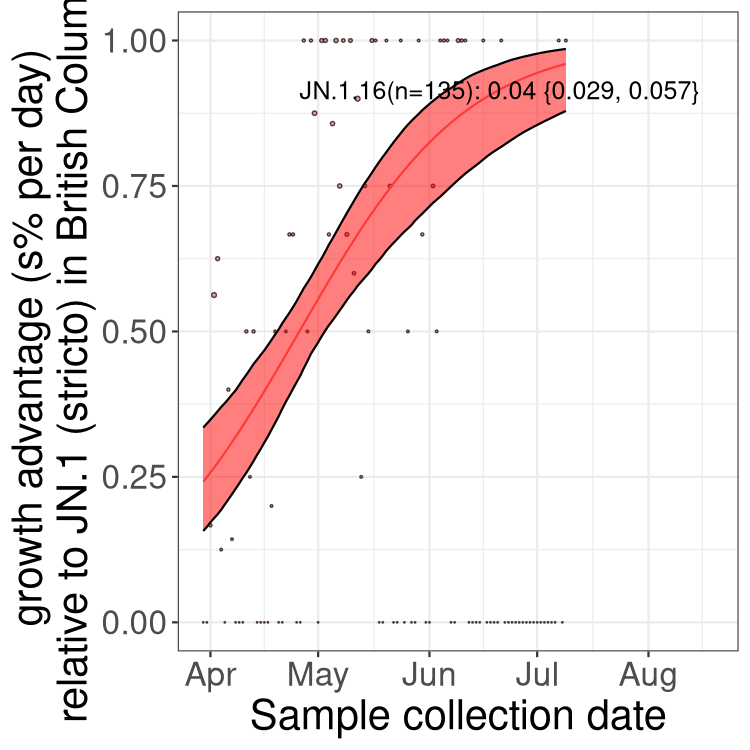 growth advantage (s% per day)
relative to JN.1 (stricto) in British Colum
1.00
0.75
0.50
0.25
0.00
JN.1.16(n=135): 0.04 {0.029, 0.057}
Apr May Jun Jul Aug
Sample collection date